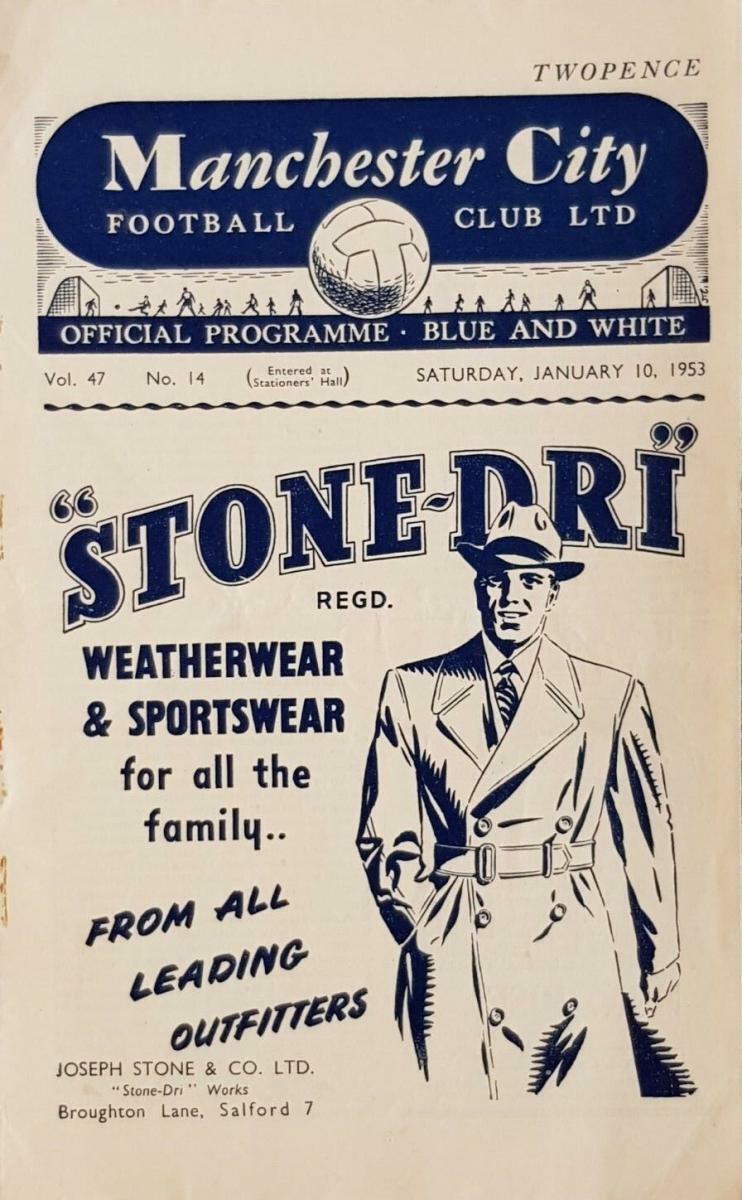 TWOPENCE
Manchester City
FOOTBALL CLUB LTD
OFFICIAL PROGRAMME · BLUE AND WHITE
Vol. 47 No. 14 (Entered at Stationers' Hall) SATURDAY, JANUARY 10, 1953
"STONE-DRI"
REGD.
WEATHERWEAR
& SPORTSWEAR
for all the
family..
FROM ALL
LEADING
OUTFITTERS
JOSEPH STONE & CO. LTD.
"Stone-Dri" Works
Broughton Lane, Salford 7